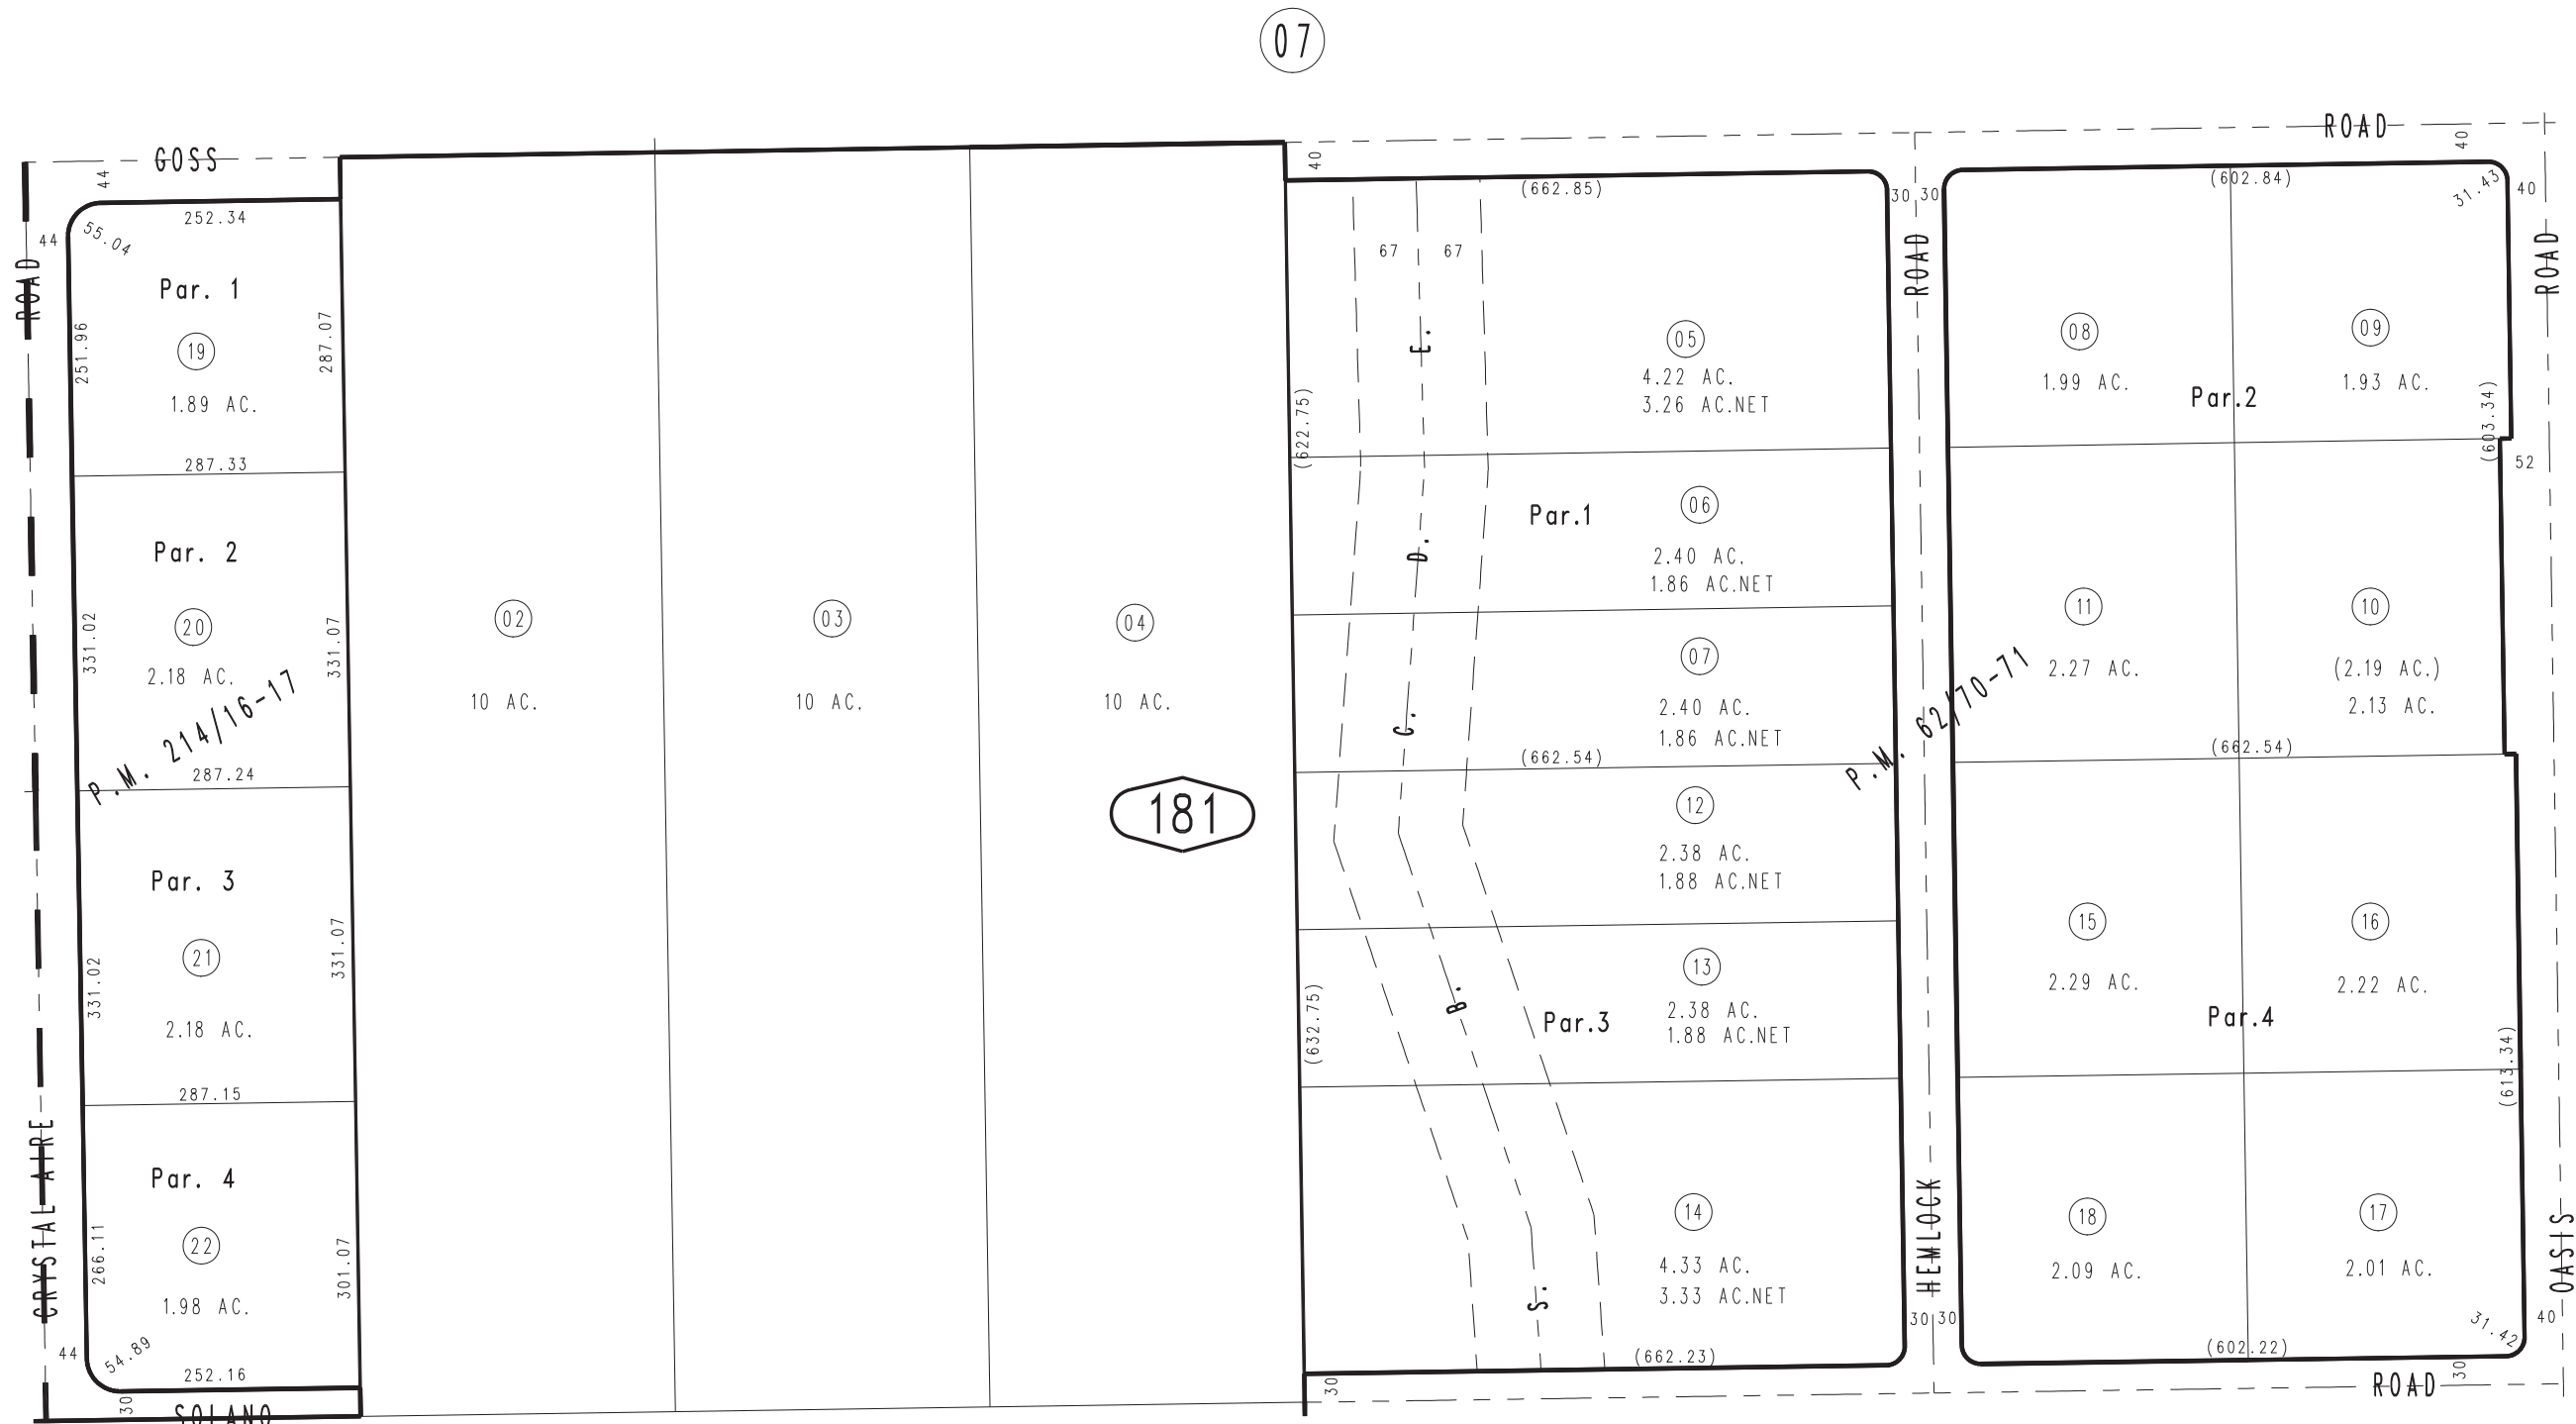 07
GOSS
ROAD
44
40
40
252.34
(662.85)
(602.84)
31.43
30 30
40
55.04
44
ROAD
Par. 1
251.96
287.07
19
1.89 AC.
287.33
67
67
S. B. C. D. E.
05
4.22 AC.
3.26 AC.NET
(622.75)
ROAD
08
1.99 AC.
Par.2
09
1.93 AC.
(603.34)
ROAD
52
Par. 2
331.02
331.07
20
2.18 AC.
P.M. 214/16-17
287.24
02
10 AC.
03
10 AC.
04
10 AC.
181
Par.1
06
2.40 AC.
1.86 AC.NET
07
2.40 AC.
1.86 AC.NET
(662.54)
P.M. 62/70-71
11
2.27 AC.
10
(2.19 AC.)
2.13 AC.
(662.54)
Par. 3
331.02
331.07
21
2.18 AC.
287.15
12
2.38 AC.
1.88 AC.NET
13
2.38 AC.
1.88 AC.NET
Par.3
(632.75)
15
2.29 AC.
16
2.22 AC.
Par.4
(613.34)
Par. 4
CRYSTAL AIRE
266.11
301.07
22
1.98 AC.
54.89
44
252.16
30
SOLANO
14
4.33 AC.
3.33 AC.NET
(662.23)
30
HEMLOCK
30 30
18
2.09 AC.
17
2.01 AC.
OASIS
31.42
40
(602.22)
30
ROAD